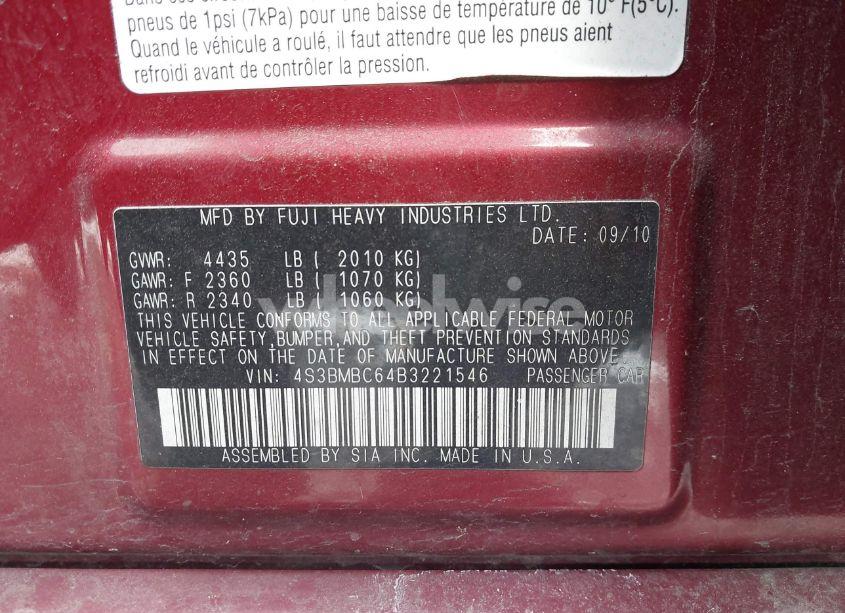 pneus de 1psi (7kPa) pour une baisse de température de 10° F(5°C).
Quand le véhicule a roulé, il faut attendre que les pneus aient
refroidi avant de contrôler la pression.
MFD BY FUJI HEAVY INDUSTRIES LTD.
DATE: 09/10
GVWR: 4435 LB ( 2010 KG)
GAWR: F 2360 LB ( 1070 KG)
GAWR: R 2340 LB ( 1060 KG)
THIS VEHICLE CONFORMS TO ALL APPLICABLE FEDERAL MOTOR
VEHICLE SAFETY, BUMPER, AND THEFT PREVENTION STANDARDS
IN EFFECT ON THE DATE OF MANUFACTURE SHOWN ABOVE.
VIN: 4S3BMBC64B3221546 PASSENGER CAR
ASSEMBLED BY SIA INC. MADE IN U.S.A.